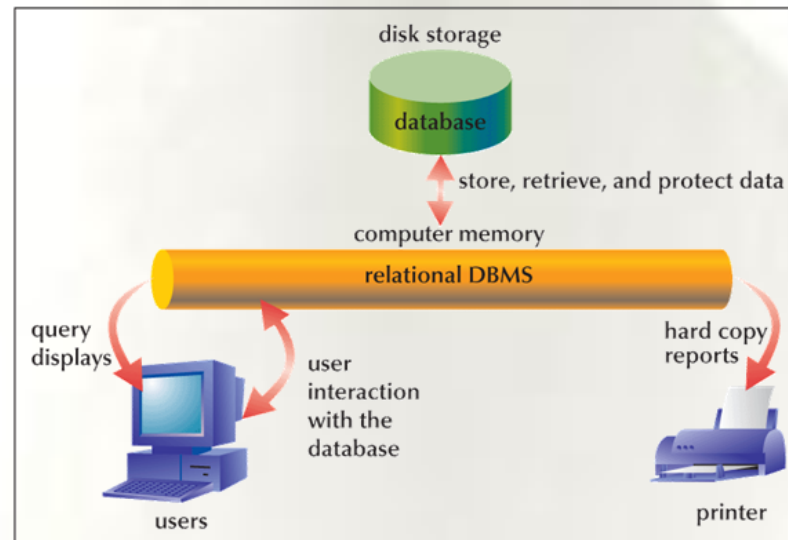 disk storage
database
store, retrieve, and protect data
computer memory
relational DBMS
query
displays
user
interaction
with the
database
hard copy
reports
users
printer